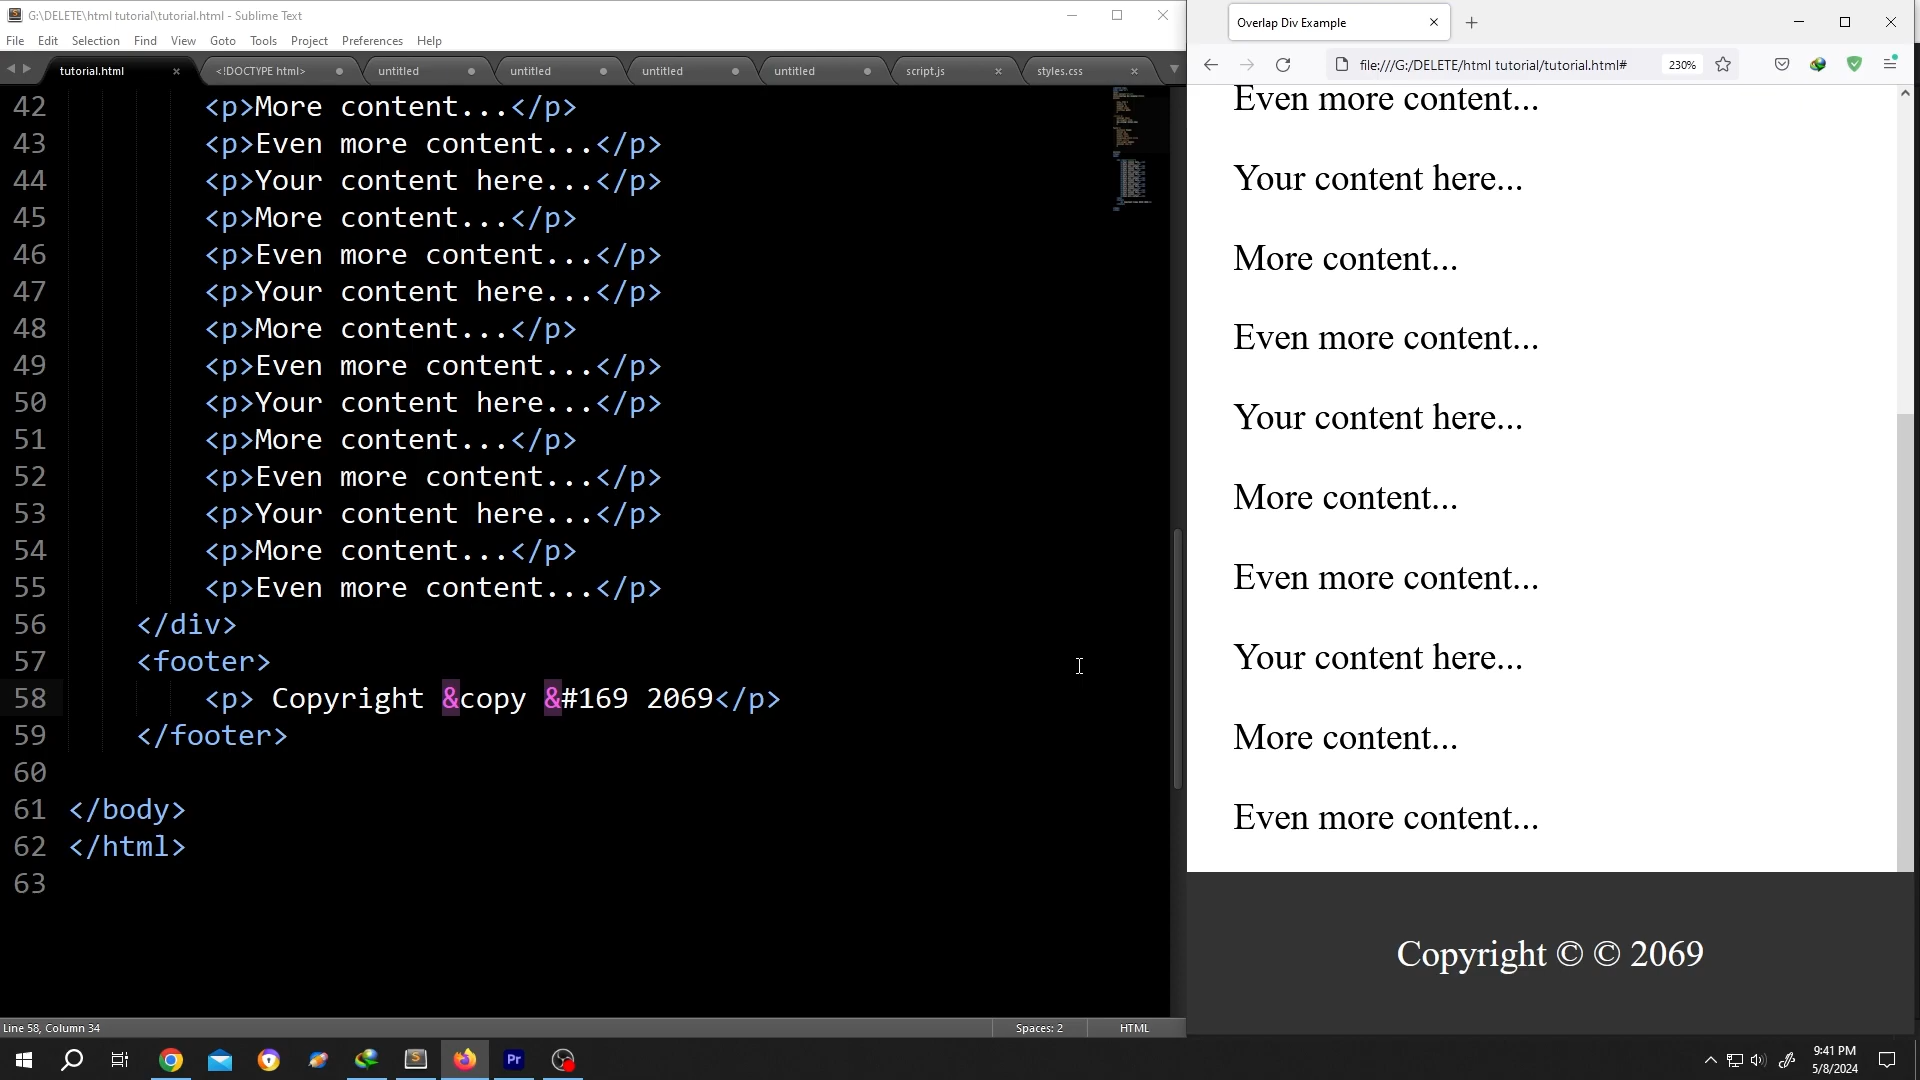 G:\DELETE\html tutorial\tutorial.html - Sublime Text
File Edit Selection Find View Goto Tools Project Preferences Help
tutorial.html <!DOCTYPE html> untitled untitled untitled untitled script.js styles.css
42 <p>More content...</p>
43 <p>Even more content...</p>
44 <p>Your content here...</p>
45 <p>More content...</p>
46 <p>Even more content...</p>
47 <p>Your content here...</p>
48 <p>More content...</p>
49 <p>Even more content...</p>
50 <p>Your content here...</p>
51 <p>More content...</p>
52 <p>Even more content...</p>
53 <p>Your content here...</p>
54 <p>More content...</p>
55 <p>Even more content...</p>
56 </div>
57 <footer>
58 <p> Copyright &copy &#169 2069</p>
59 </footer>
60
61 </body>
62 </html>
63
Line 58, Column 34 Spaces: 2 HTML
Overlap Div Example
file:///G:/DELETE/html tutorial/tutorial.html# 230%
Even more content...
Your content here...
More content...
Even more content...
Your content here...
More content...
Even more content...
Your content here...
More content...
Even more content...
Copyright © © 2069
S Pr
9:41 PM
5/8/2024